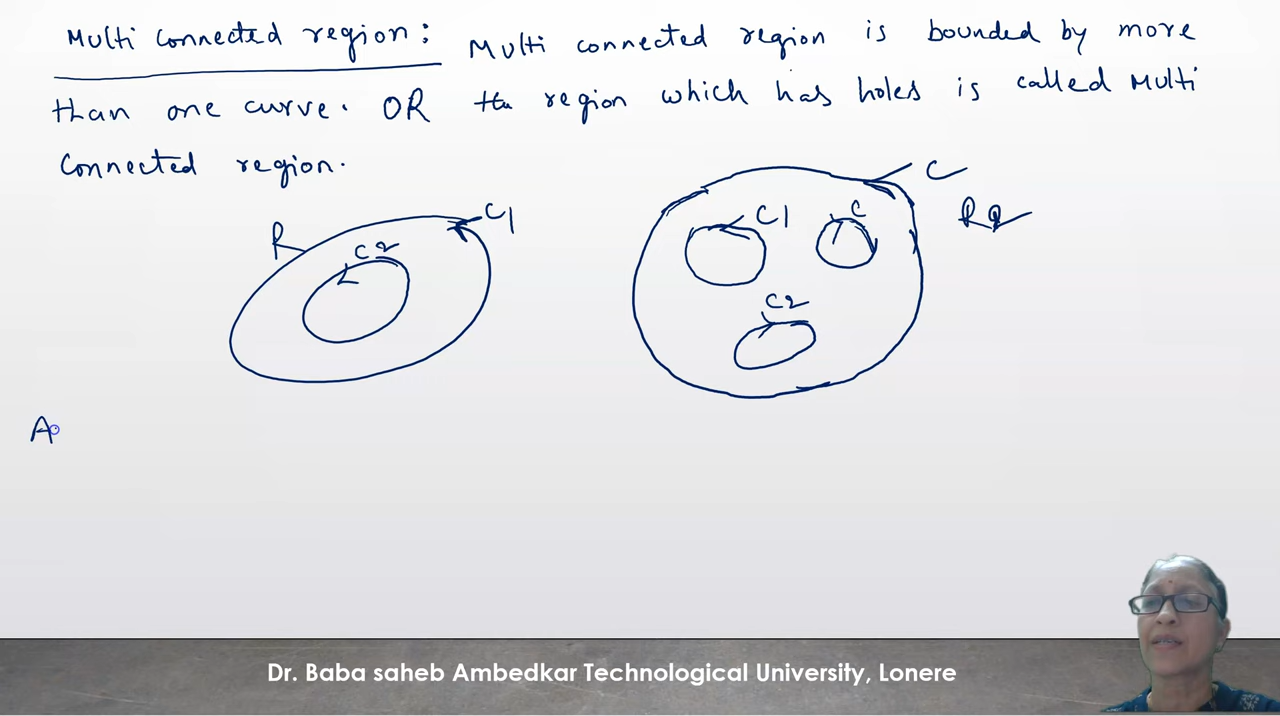 Multi connected region: Multi connected region is bounded by more
than one curve. OR the region which has holes is called Multi
connected region.
R C2 C1
C1 C C
C2
A
Dr. Baba saheb Ambedkar Technological University, Lonere